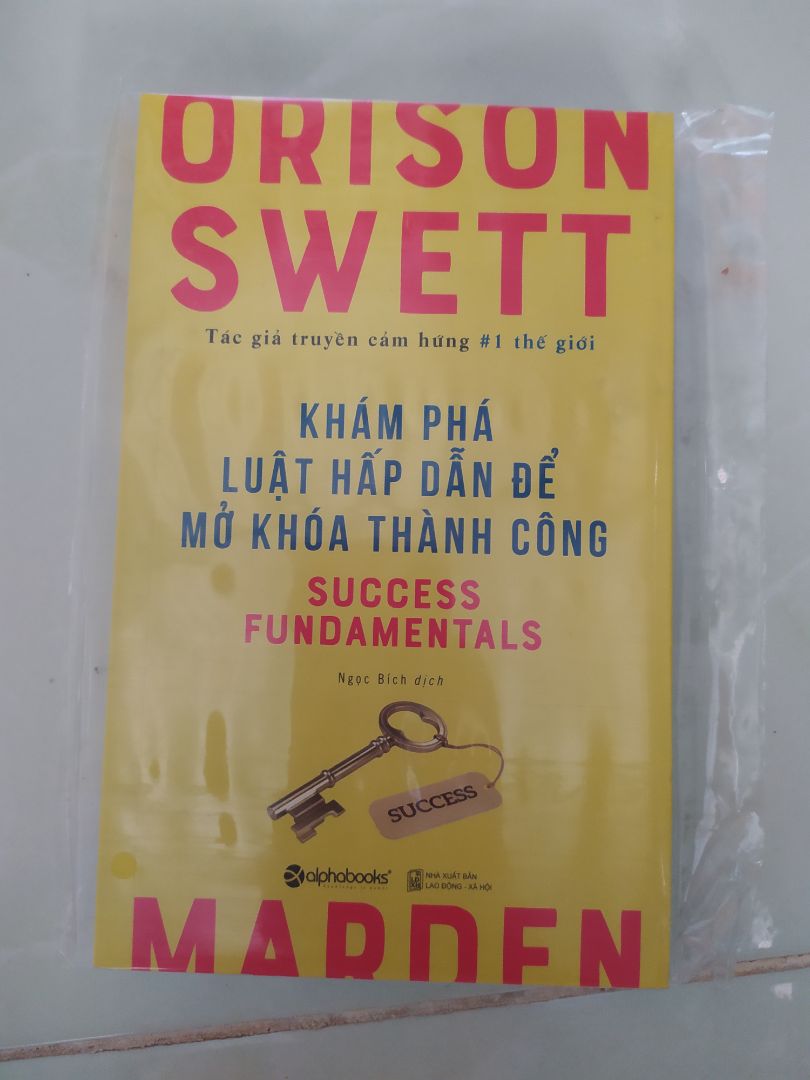 ORISON
SWETT
Tác giả truyền cảm hứng #1 thế giới
KHÁM PHÁ
LUẬT HẤP DẪN ĐỂ
MỞ KHÓA THÀNH CÔNG
SUCCESS
FUNDAMENTALS
Ngọc Bích dịch
SUCCESS
alphabooks®
NHÀ XUẤT BẢN
LAO ĐỘNG - XÃ HỘI
MARDEN